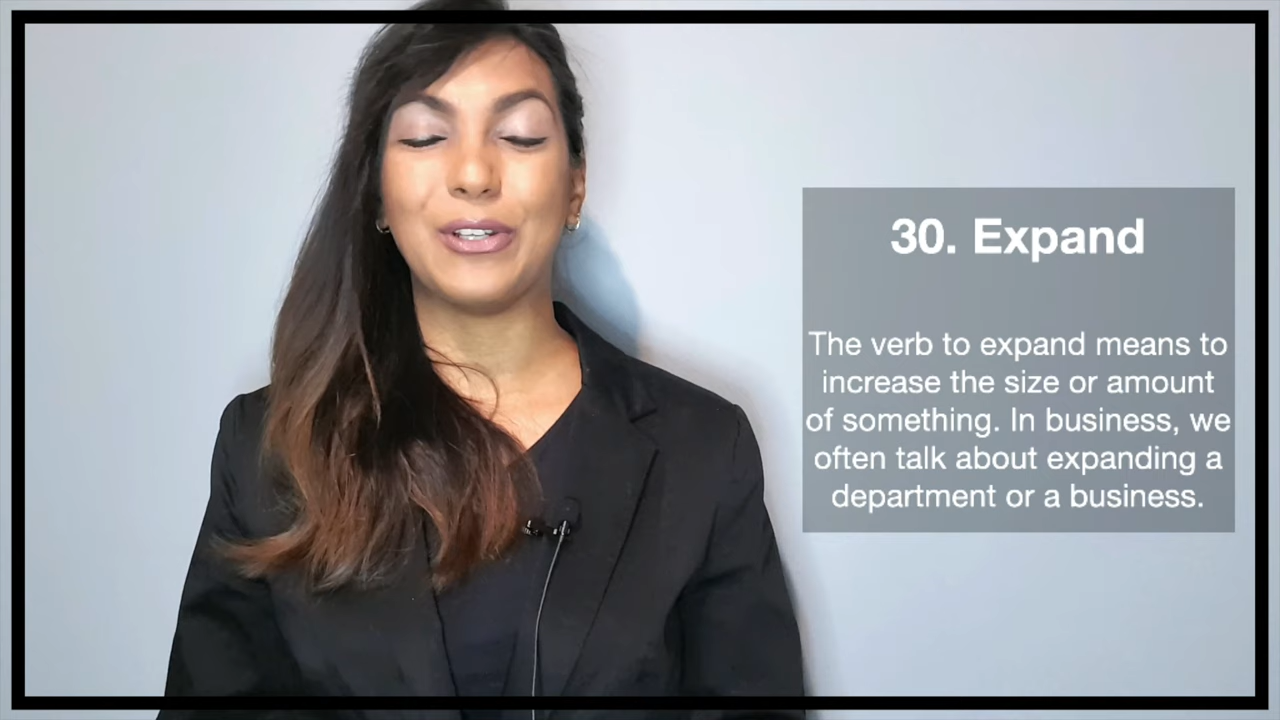 30. Expand
The verb to expand means to
increase the size or amount
of something. In business, we
often talk about expanding a
department or a business.